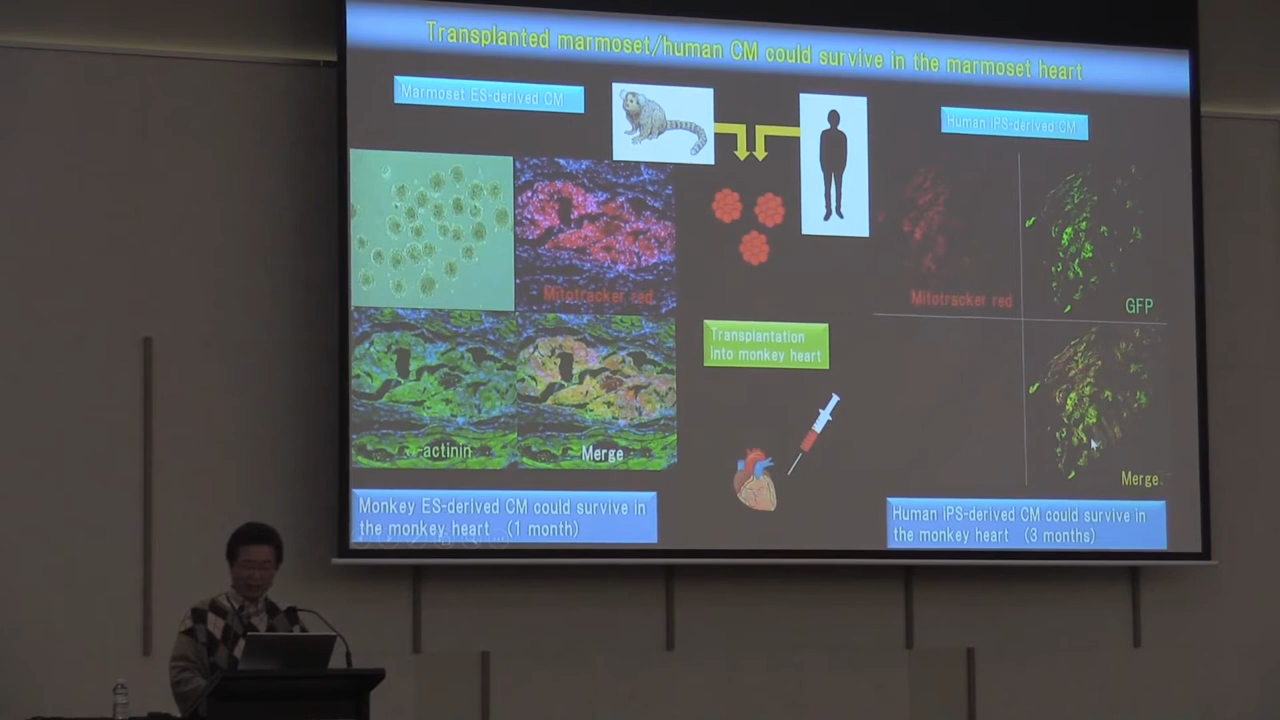 Transplanted marmoset/human CM could survive in the marmoset heart
Marmoset ES-derived CM
Human iPS-derived CM
Mitotracker red
Mitotracker red
GFP
Transplantation
into monkey heart
-actinin
Merge
Merge
Monkey ES-derived CM could survive in
the monkey heart (1 month)
Human iPS-derived CM could survive in
the monkey heart (3 months)